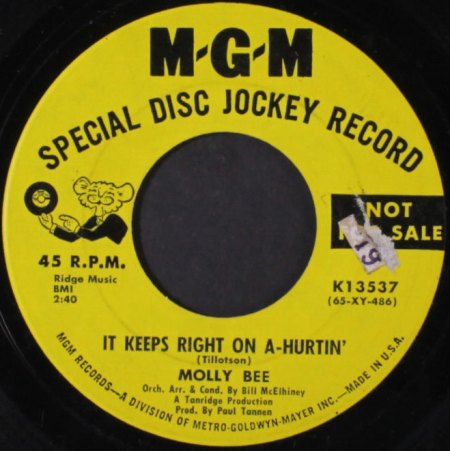 M-G-M
SPECIAL DISC JOCKEY RECORD
NOT
SALE
19
45 R.P.M.
Ridge Music
BMI
2:40
K13537
(65-XY-486)
IT KEEPS RIGHT ON A-HURTIN'
(Tillotson)
MOLLY BEE
Orch. Arr. & Cond. By Bill McElhiney
A Tanridge Production
Prod. By Paul Tannen
MGM RECORDS—A DIVISION OF METRO-GOLDWYN-MAYER INC.—MADE IN U.S.A.